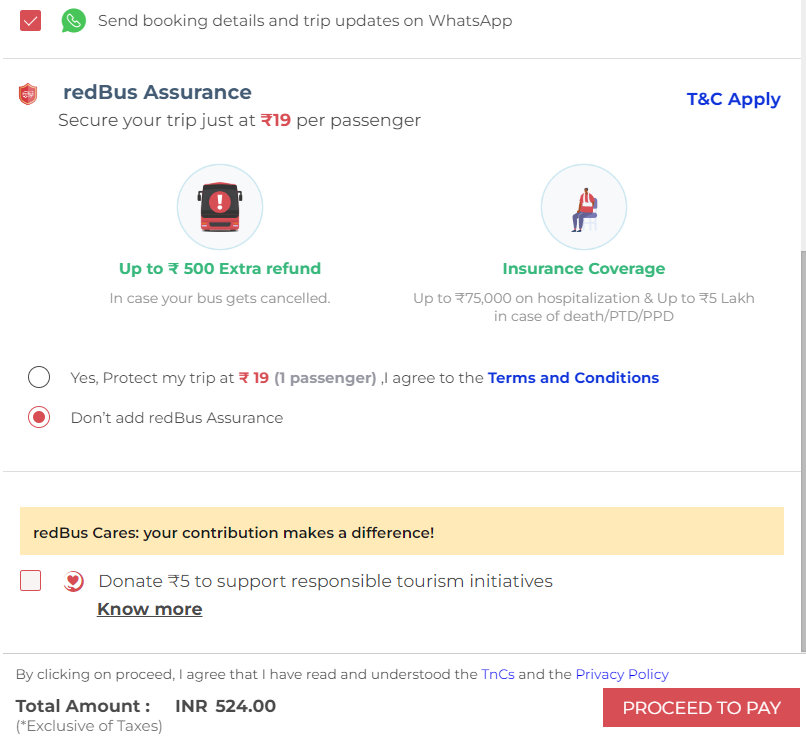 Send booking details and trip updates on WhatsApp
redBus Assurance
T&C Apply
Secure your trip just at ₹19 per passenger
Up to ₹ 500 Extra refund
In case your bus gets cancelled.
Insurance Coverage
Up to ₹75,000 on hospitalization & Up to ₹5 Lakh
in case of death/PTD/PPD
Yes, Protect my trip at ₹ 19 (1 passenger) ,I agree to the Terms and Conditions
Don't add redBus Assurance
redBus Cares: your contribution makes a difference!
Donate ₹5 to support responsible tourism initiatives
Know more
By clicking on proceed, I agree that I have read and understood the TnCs and the Privacy Policy
Total Amount : INR 524.00
(*Exclusive of Taxes)
PROCEED TO PAY